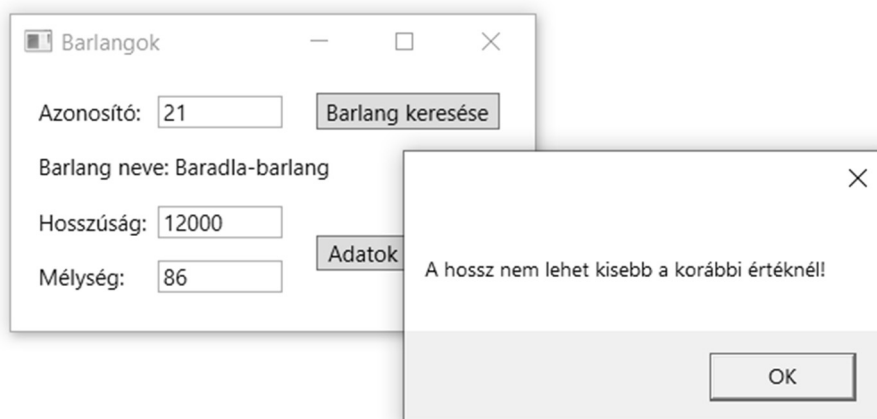 Barlangok
Azonosító: 21 Barlang keresése
Barlang neve: Baradla-barlang
Hosszúság: 12000
Adatok
Mélység: 86
A hossz nem lehet kisebb a korábbi értéknél!
OK